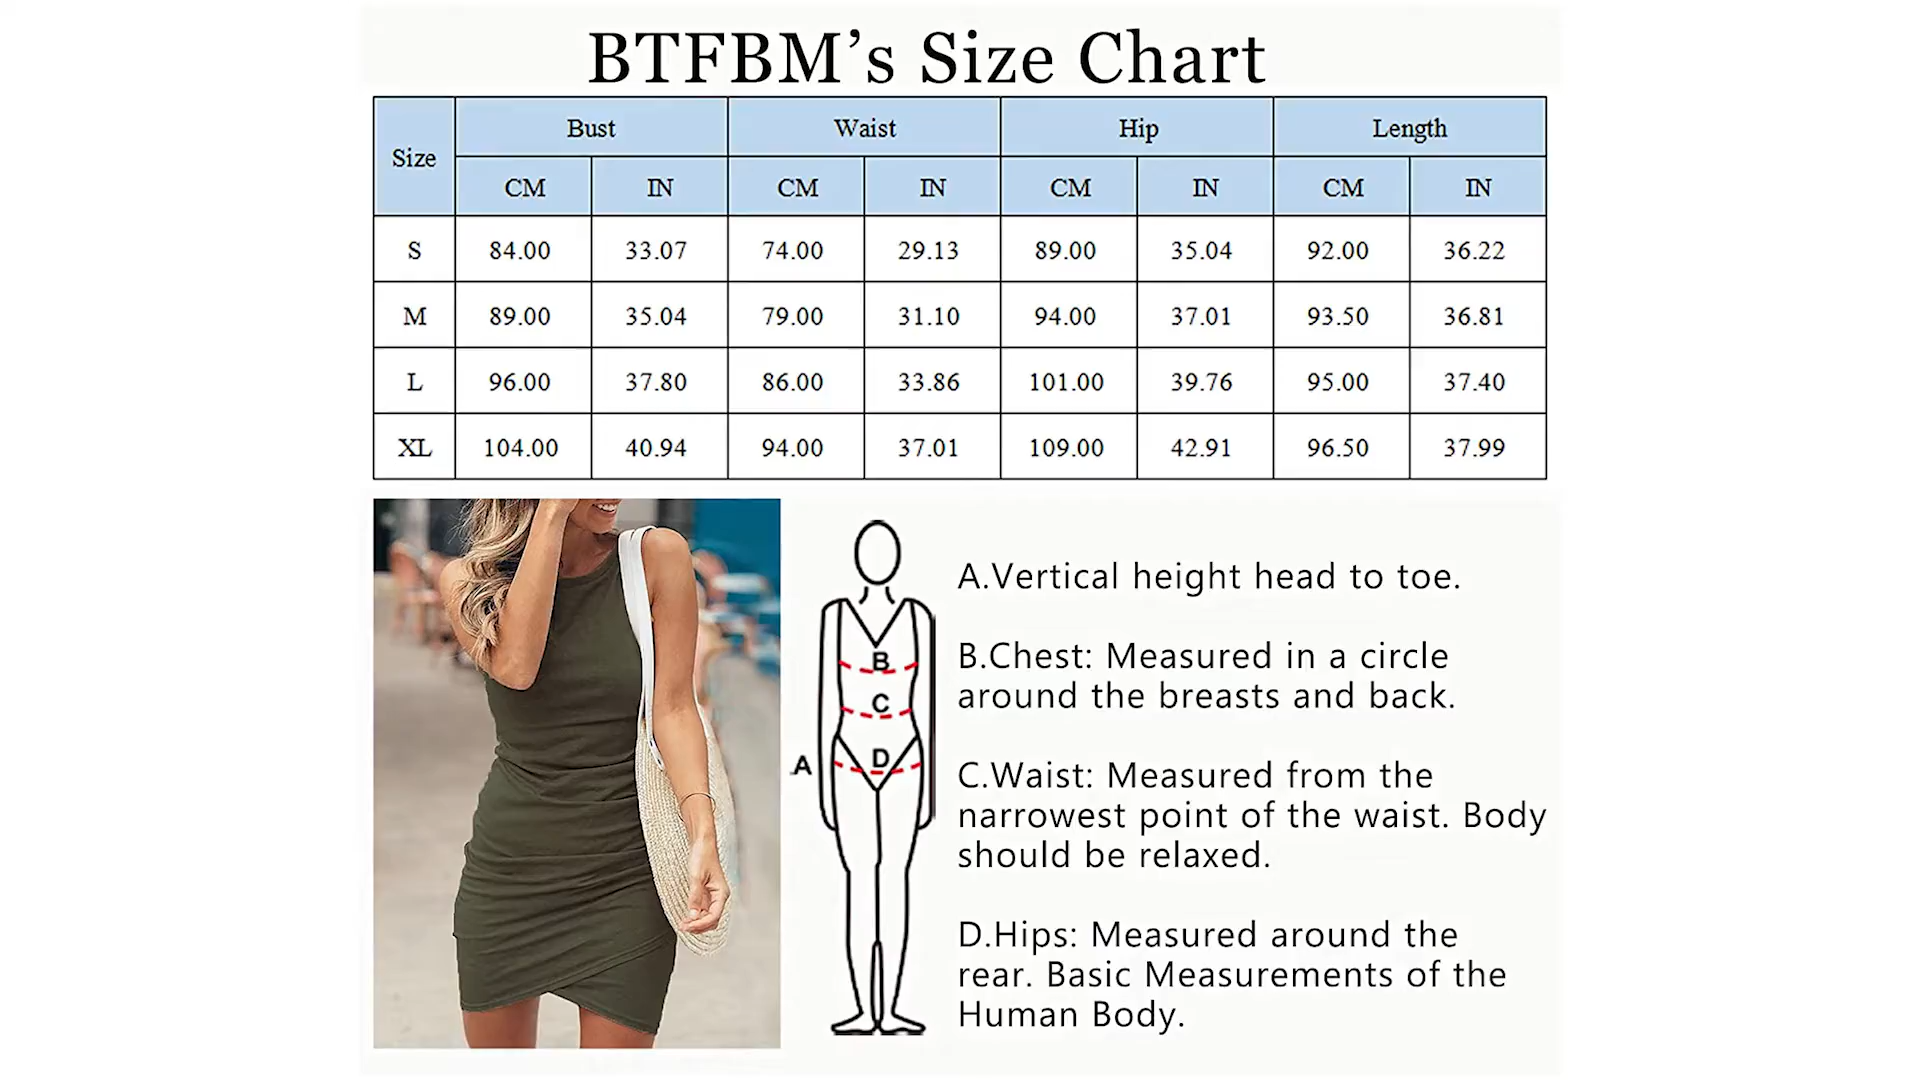 BTFBM’s Size Chart
Size Bust Waist Hip Length
CM IN CM IN CM IN CM IN
S 84.00 33.07 74.00 29.13 89.00 35.04 92.00 36.22
M 89.00 35.04 79.00 31.10 94.00 37.01 93.50 36.81
L 96.00 37.80 86.00 33.86 101.00 39.76 95.00 37.40
XL 104.00 40.94 94.00 37.01 109.00 42.91 96.50 37.99
B
C
D
A
A.Vertical height head to toe.
B.Chest: Measured in a circle
around the breasts and back.
C.Waist: Measured from the
narrowest point of the waist. Body
should be relaxed.
D.Hips: Measured around the
rear. Basic Measurements of the
Human Body.